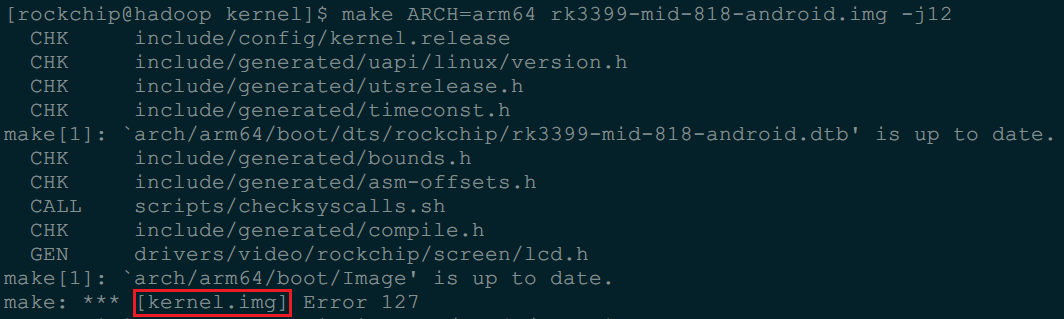 [rockchip@hadoop kernel]$ make ARCH=arm64 rk3399-mid-818-android.img -j12
CHK     include/config/kernel.release
CHK     include/generated/uapi/linux/version.h
CHK     include/generated/utsrelease.h
CHK     include/generated/timeconst.h
make[1]: `arch/arm64/boot/dts/rockchip/rk3399-mid-818-android.dtb' is up to date.
CHK     include/generated/bounds.h
CHK     include/generated/asm-offsets.h
CALL    scripts/checksyscalls.sh
CHK     include/generated/compile.h
GEN     drivers/video/rockchip/screen/lcd.h
make[1]: `arch/arm64/boot/Image' is up to date.
make: *** [kernel.img] Error 127